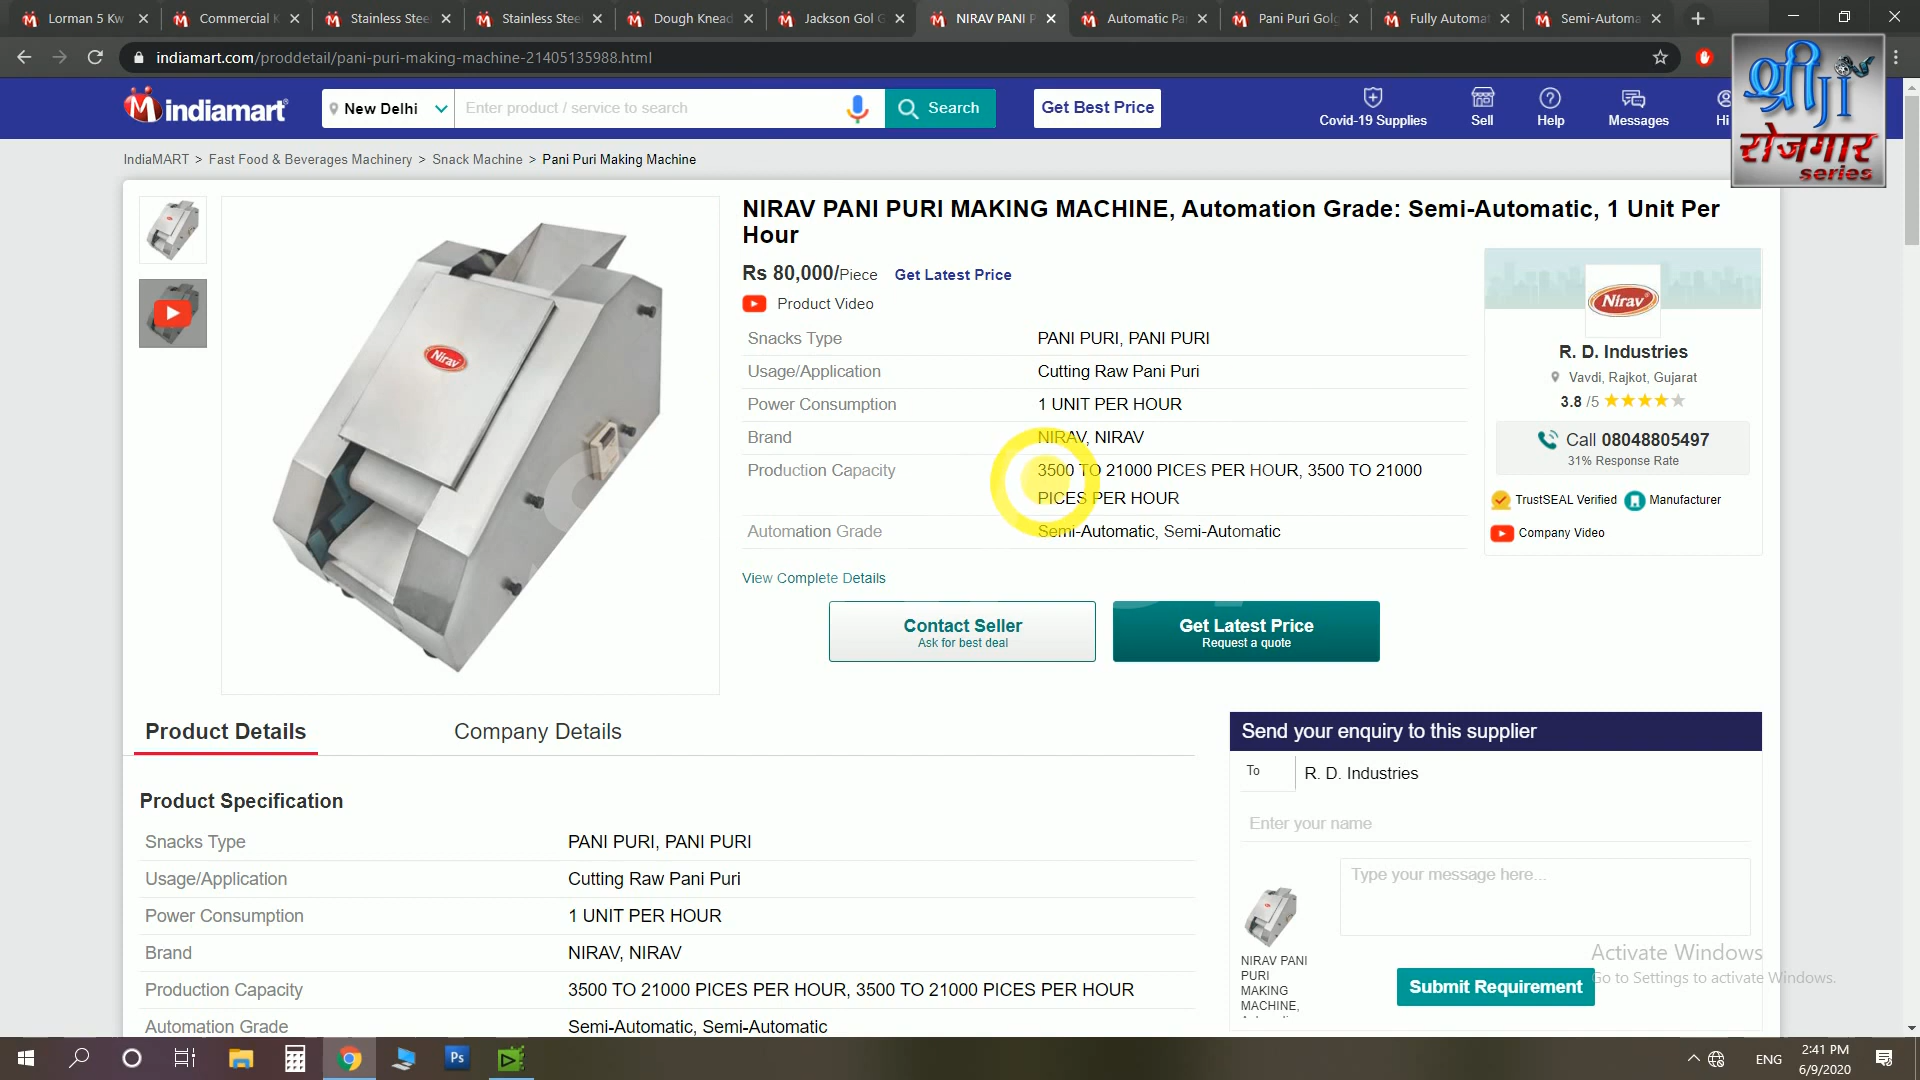 Lorman 5 Kw
Commercial K
Stainless Stee
Stainless Steel
Dough Knead
Jackson Gol G
NIRAV PANI P
Automatic Pa
Pani Puri Golg
Fully Automat
Semi-Automa
indiamart.com/proddetail/pani-puri-making-machine-21405135988.html
indiamart
New Delhi
Enter product / service to search
Search
Get Best Price
Covid-19 Supplies
Sell
Help
Messages
Hi
श्रीJI
रोजगार
series
IndiaMART > Fast Food & Beverages Machinery > Snack Machine > Pani Puri Making Machine
NIRAV PANI PURI MAKING MACHINE, Automation Grade: Semi-Automatic, 1 Unit Per
Hour
Rs 80,000/Piece Get Latest Price
Product Video
Snacks Type PANI PURI, PANI PURI
Usage/Application Cutting Raw Pani Puri
Power Consumption 1 UNIT PER HOUR
Brand NIRAV, NIRAV
Production Capacity 3500 TO 21000 PICES PER HOUR, 3500 TO 21000
PICES PER HOUR
Automation Grade Semi-Automatic, Semi-Automatic
View Complete Details
Contact Seller
Ask for best deal
Get Latest Price
Request a quote
Nirav
Nirav
R. D. Industries
Vavdi, Rajkot, Gujarat
3.8 /5
Call 08048805497
31% Response Rate
TrustSEAL Verified Manufacturer
Company Video
Product Details
Company Details
Product Specification
Snacks Type PANI PURI, PANI PURI
Usage/Application Cutting Raw Pani Puri
Power Consumption 1 UNIT PER HOUR
Brand NIRAV, NIRAV
Production Capacity 3500 TO 21000 PICES PER HOUR, 3500 TO 21000 PICES PER HOUR
Automation Grade Semi-Automatic, Semi-Automatic
Send your enquiry to this supplier
To R. D. Industries
Enter your name
Type your message here...
NIRAV PANI
PURI
MAKING
MACHINE,
Submit Requirement
Activate Windows
Go to Settings to activate Windows.
Ps
ENG
2:41 PM
6/9/2020